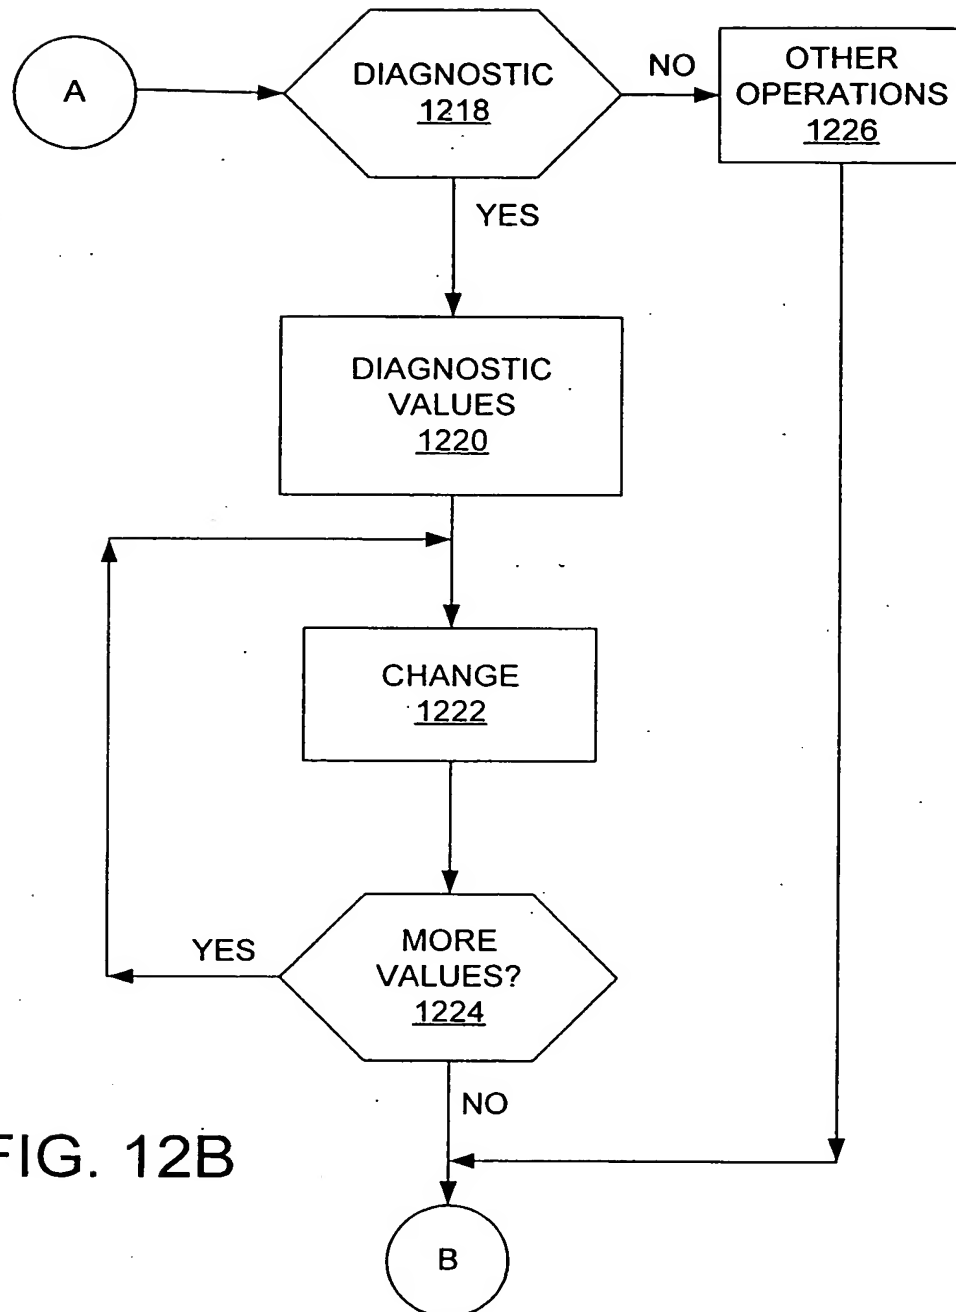 A
DIAGNOSTIC
1218
NO
OTHER
OPERATIONS
1226
YES
DIAGNOSTIC
VALUES
1220
CHANGE
1222
YES
MORE
VALUES?
1224
NO
FIG. 12B
B